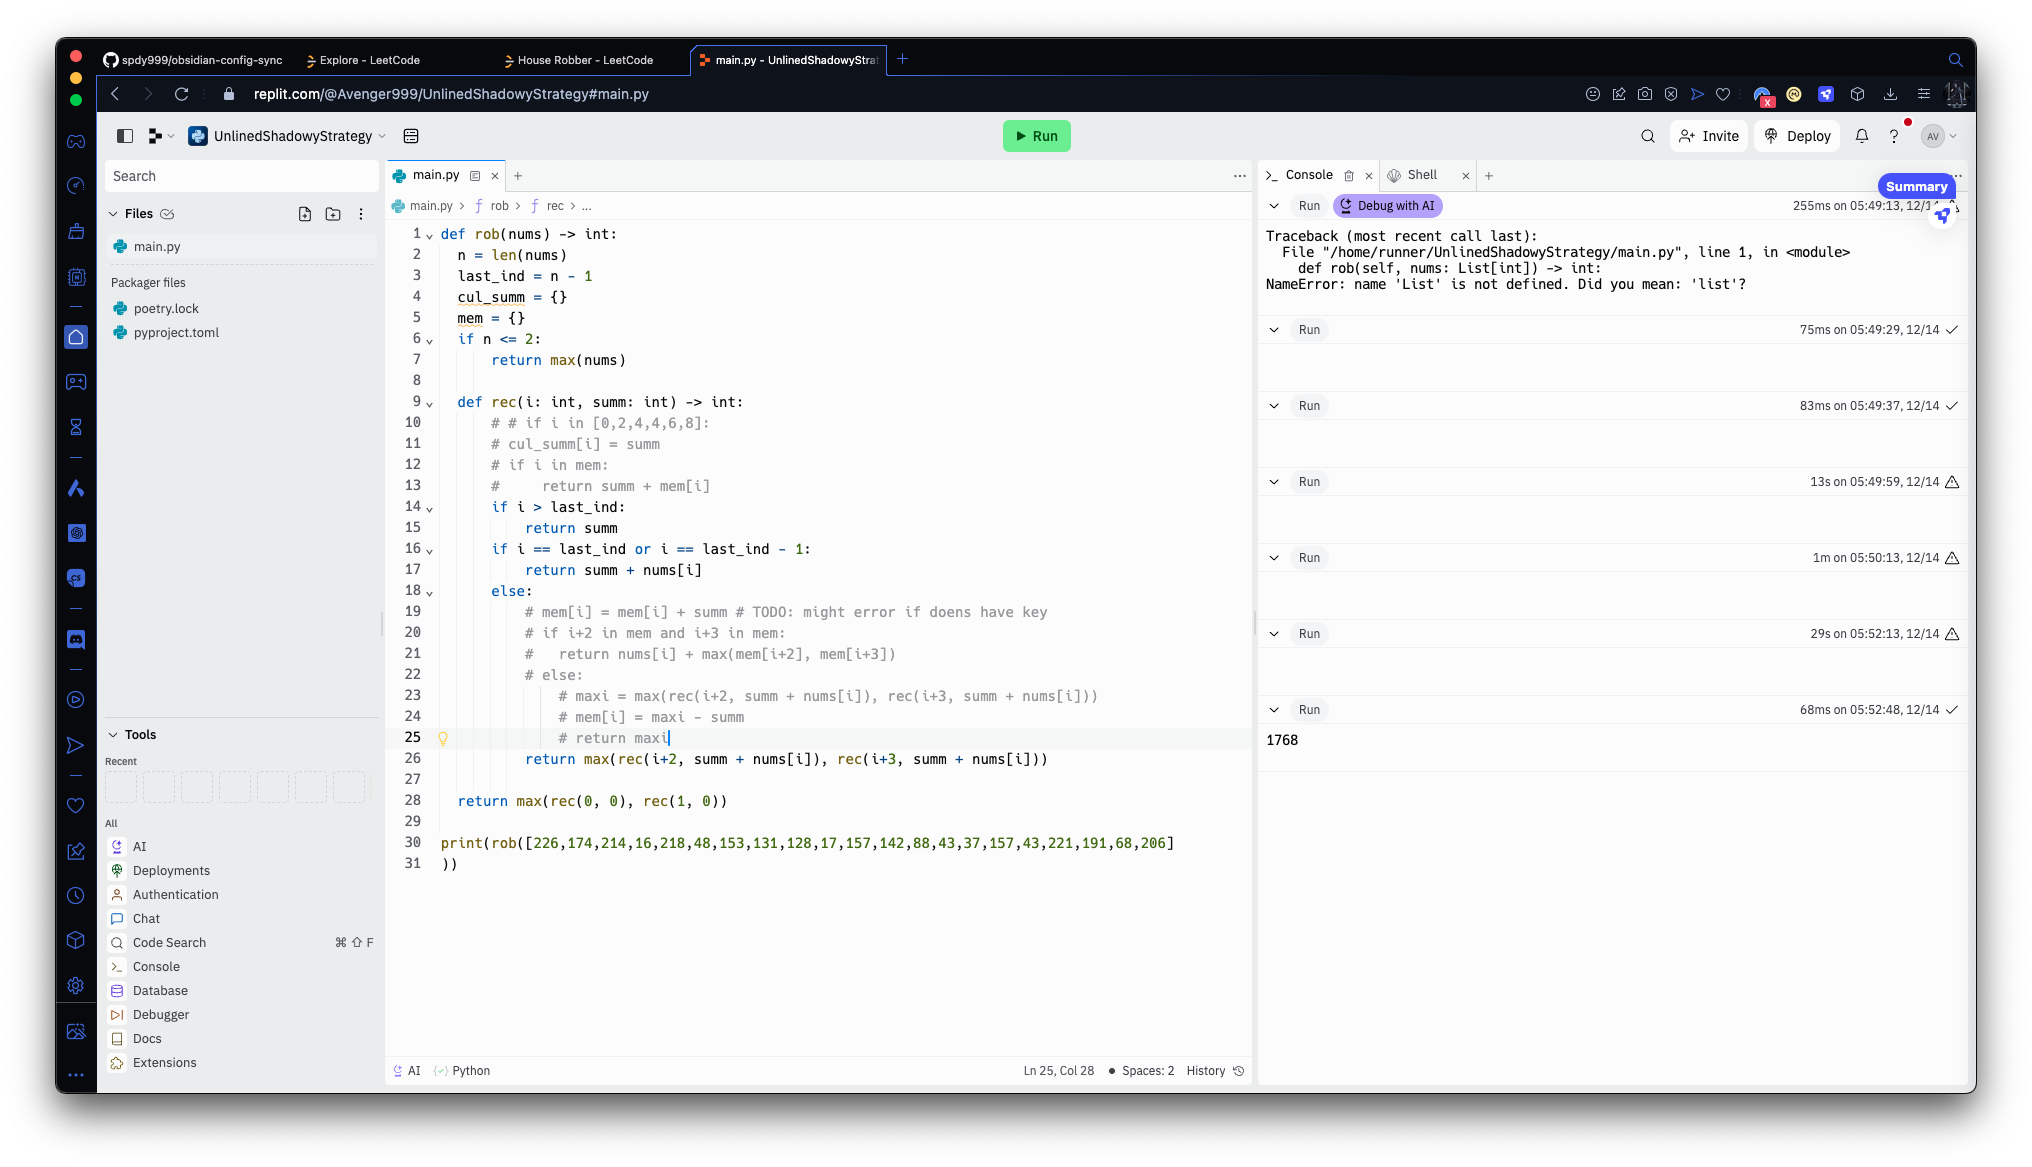 spdy999/obsidian-config-sync
Explore - LeetCode
House Robber - LeetCode
main.py - UnlinedShadowyStrat
replit.com/@Avenger999/UnlinedShadowyStrategy#main.py
UnlinedShadowyStrategy
Run
Invite
Deploy
AV
Search
Files
main.py
Packager files
poetry.lock
pyproject.toml
Tools
Recent
All
AI
Deployments
Authentication
Chat
Code Search ⌘ ⇧ F
Console
Database
Debugger
Docs
Extensions
main.py
main.py > rob > rec > ...
1 def rob(nums) -> int:
2 n = len(nums)
3 last_ind = n - 1
4 cul_summ = {}
5 mem = {}
6 if n <= 2:
7 return max(nums)
8
9 def rec(i: int, summ: int) -> int:
10 # # if i in [0,2,4,4,6,8]:
11 # cul_summ[i] = summ
12 # if i in mem:
13 #     return summ + mem[i]
14 if i > last_ind:
15 return summ
16 if i == last_ind or i == last_ind - 1:
17 return summ + nums[i]
18 else:
19 # mem[i] = mem[i] + summ # TODO: might error if doens have key
20 # if i+2 in mem and i+3 in mem:
21 #   return nums[i] + max(mem[i+2], mem[i+3])
22 # else:
23 # maxi = max(rec(i+2, summ + nums[i]), rec(i+3, summ + nums[i]))
24 # mem[i] = maxi - summ
25 # return maxi
26 return max(rec(i+2, summ + nums[i]), rec(i+3, summ + nums[i]))
27
28 return max(rec(0, 0), rec(1, 0))
29
30 print(rob([226,174,214,16,218,48,153,131,128,17,157,142,88,43,37,157,43,221,191,68,206]
31 ))
AI
Python
Ln 25, Col 28
Spaces: 2
History
Console
Shell
Summary
Run
Debug with AI
255ms on 05:49:13, 12/14
Traceback (most recent call last):
File "/home/runner/UnlinedShadowyStrategy/main.py", line 1, in <module>
def rob(self, nums: List[int]) -> int:
NameError: name 'List' is not defined. Did you mean: 'list'?
Run 75ms on 05:49:29, 12/14
Run 83ms on 05:49:37, 12/14
Run 13s on 05:49:59, 12/14
Run 1m on 05:50:13, 12/14
Run 29s on 05:52:13, 12/14
Run 68ms on 05:52:48, 12/14
1768